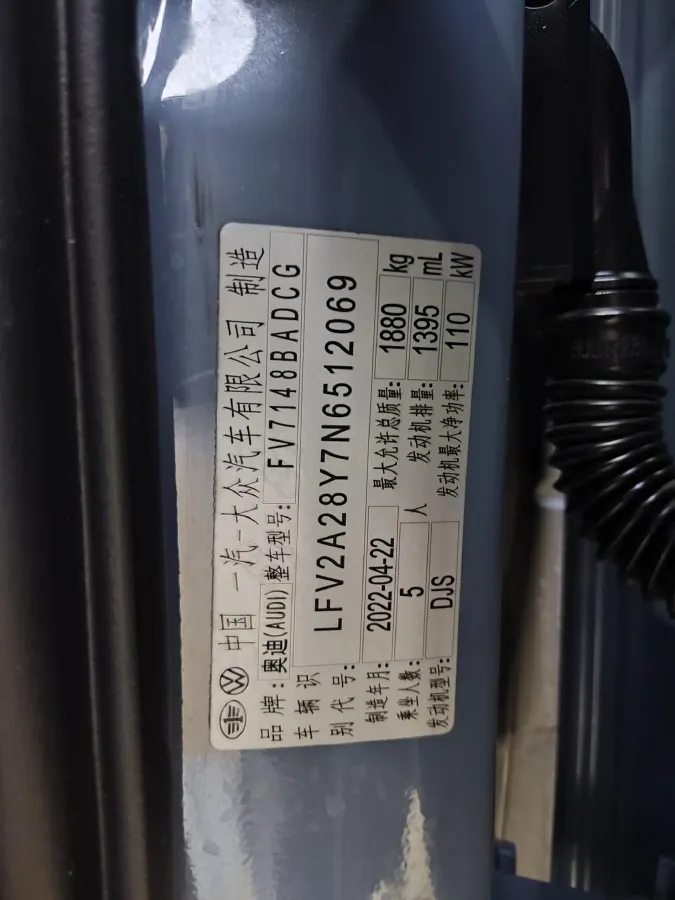 中国 一汽-大众汽车有限公司 制造
品 牌: 奥迪(AUDI) 整车型号: FV7148BADCG
车 辆 识
别 代 号: LFV2A28Y7N6512069
制造年月: 2022-04-22 最大允许总质量: 1880 kg
乘坐人数: 5 人 发动机排量: 1395 mL
发动机型号: DJS 发动机最大净功率: 110 kW